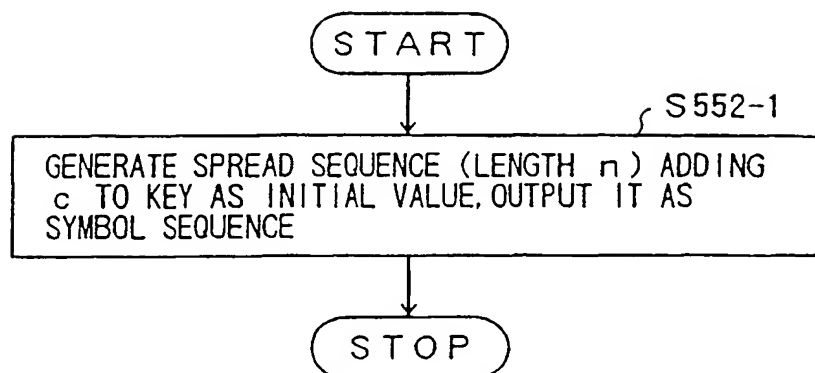 START
S552-1
GENERATE SPREAD SEQUENCE (LENGTH n) ADDING
c TO KEY AS INITIAL VALUE, OUTPUT IT AS
SYMBOL SEQUENCE
STOP